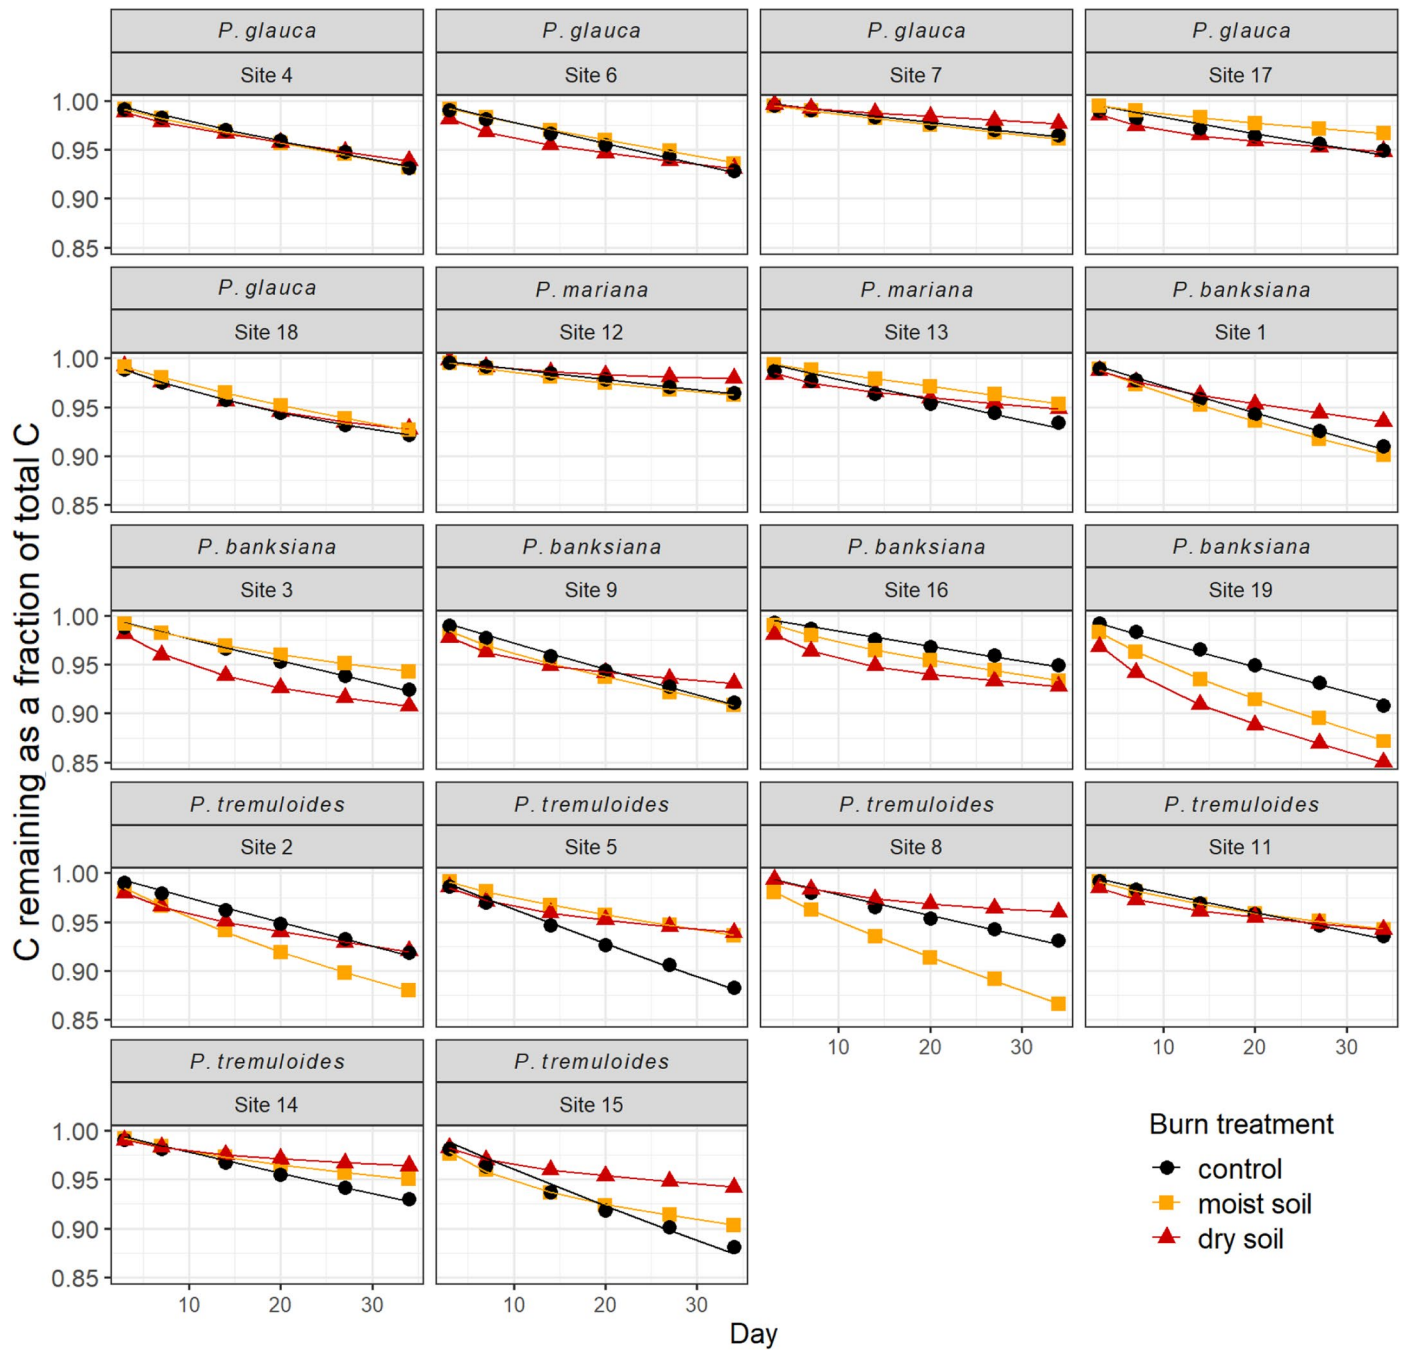 P. glauca P. glauca P. glauca P. glauca
Site 4 Site 6 Site 7 Site 17
1.00
0.95
0.90
0.85
P. glauca P. mariana P. mariana P. banksiana
Site 18 Site 12 Site 13 Site 1
1.00
0.95
0.90
0.85
C remaining as a fraction of total C
P. banksiana P. banksiana P. banksiana P. banksiana
Site 3 Site 9 Site 16 Site 19
1.00
0.95
0.90
0.85
P. tremuloides P. tremuloides P. tremuloides P. tremuloides
Site 2 Site 5 Site 8 Site 11
1.00
0.95
0.90
0.85
10 20 30 10 20 30
P. tremuloides P. tremuloides
Site 14 Site 15
1.00
0.95
0.90
0.85
10 20 30 10 20 30
Day
Burn treatment
control
moist soil
dry soil